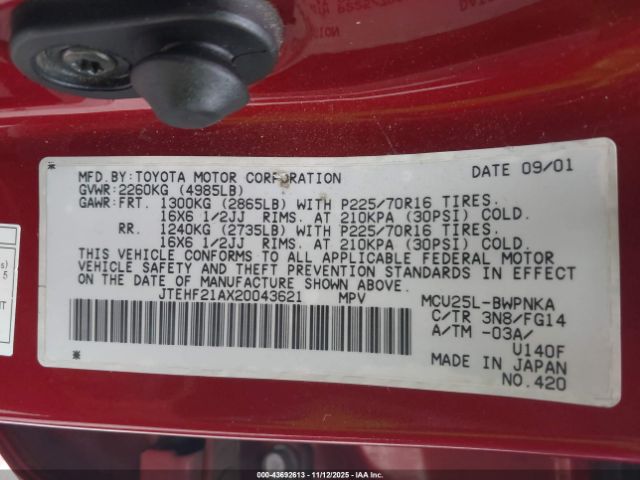 MFD. BY: TOYOTA MOTOR CORPORATION DATE 09/01
GVWR: 2260KG (4985LB)
GAWR: FRT. 1300KG (2865LB) WITH P225/70R16 TIRES.
16X6 1/2JJ RIMS. AT 210KPA (30PSI) COLD.
RR. 1240KG (2735LB) WITH P225/70R16 TIRES.
16X6 1/2JJ RIMS. AT 210KPA (30PSI) COLD.
THIS VEHICLE CONFORMS TO ALL APPLICABLE FEDERAL MOTOR
VEHICLE SAFETY AND THEFT PREVENTION STANDARDS IN EFFECT
ON THE DATE OF MANUFACTURE SHOWN ABOVE.
JTEHF21AX20043621 MPV MCU25L-BWPNKA
C/TR 3N8/FG14
A/TM -03A/
U140F
MADE IN JAPAN
NO. 420
00-43692613 - 11/12/2025 - IAA Inc.